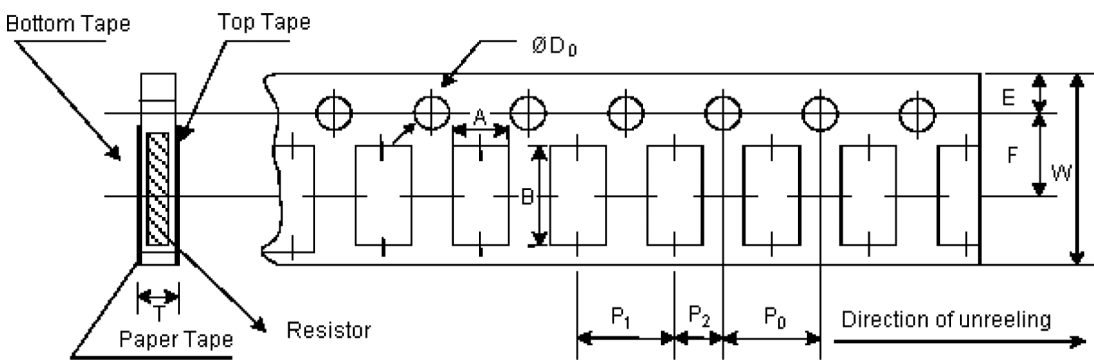 Bottom Tape
Top Tape
ØD₀
E
A
F
W
B
T
P₁
P₂
P₀
Direction of unreeling
Resistor
Paper Tape